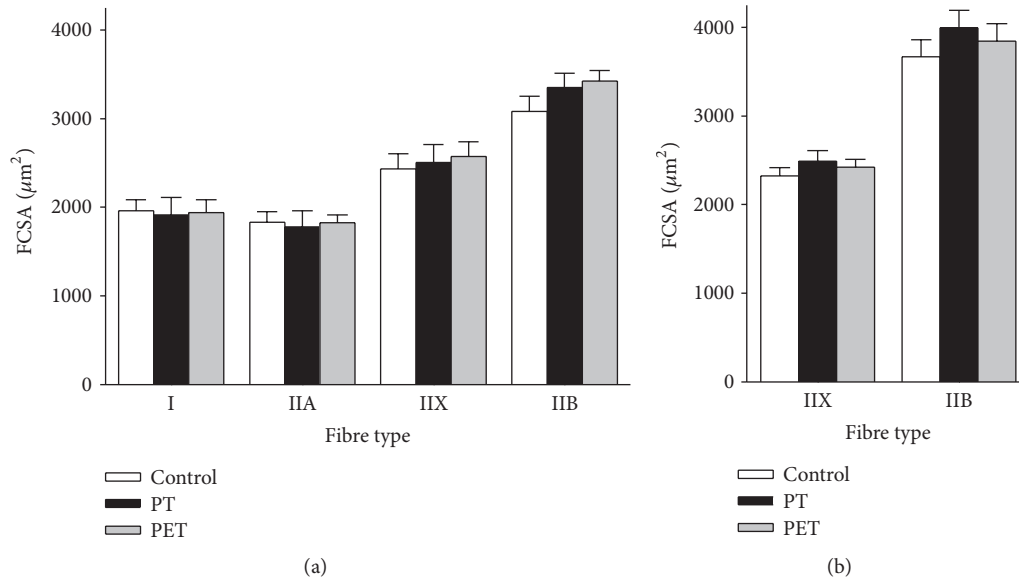 4000
3000
2000
1000
0
FCSA (μm²)
I IIA IIX IIB
Fibre type
Control
PT
PET
(a)
4000
3000
2000
1000
0
FCSA (μm²)
IIX IIB
Fibre type
Control
PT
PET
(b)